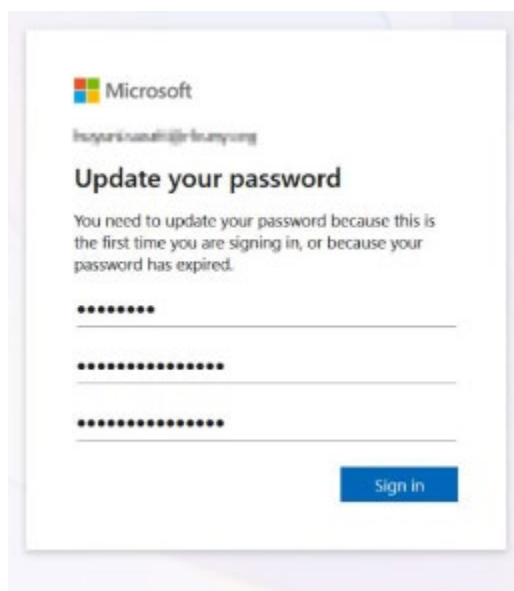 Microsoft
Update your password
You need to update your password because this is
the first time you are signing in, or because your
password has expired.
••••••••
•••••••••••••••
•••••••••••••••
Sign in